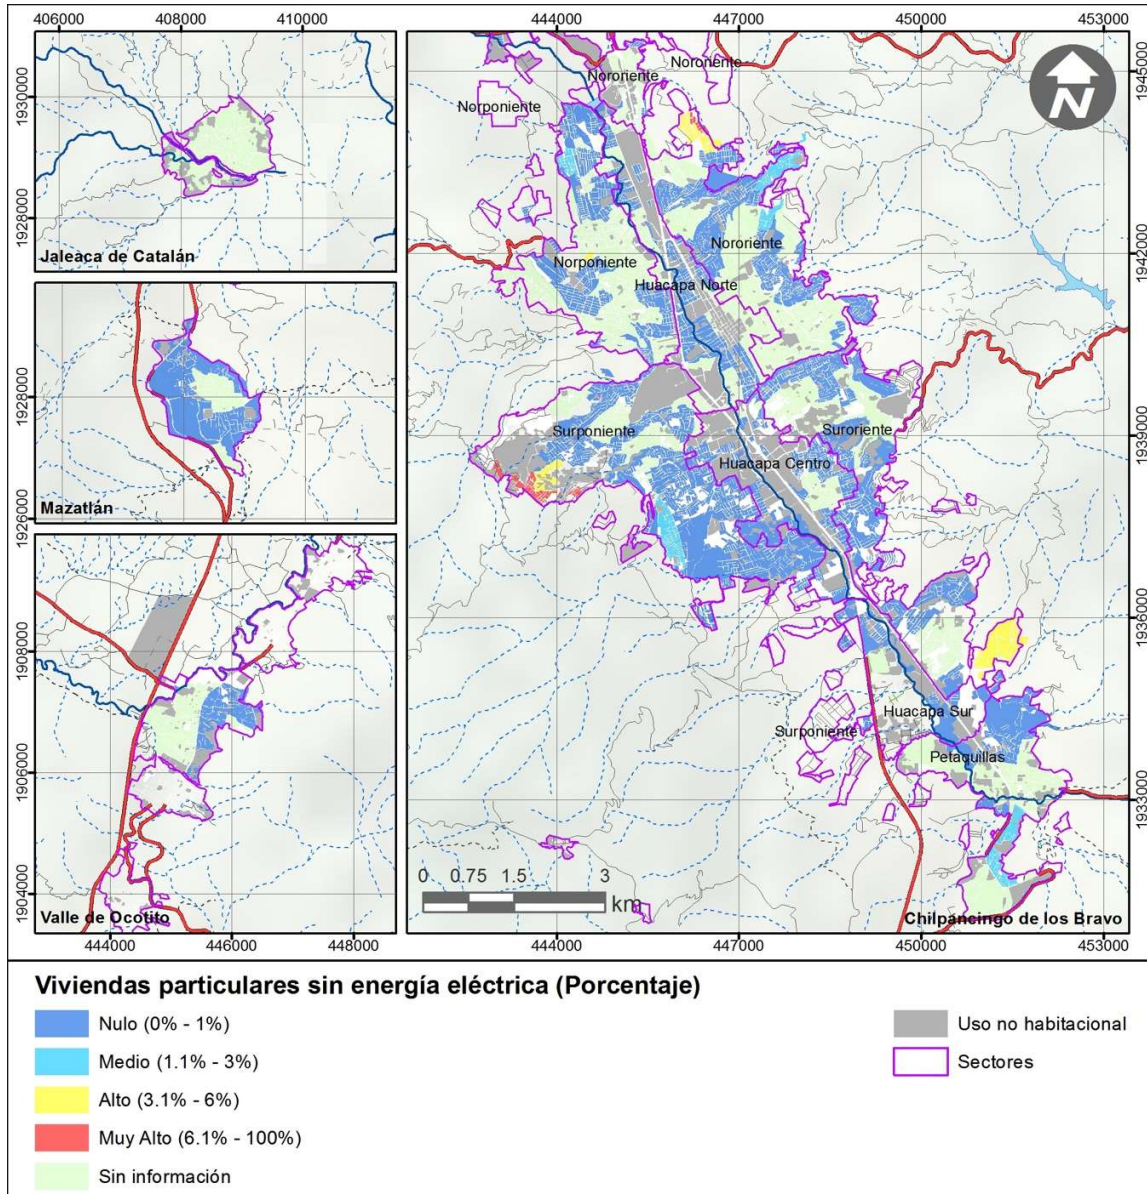 406000 408000 410000
444000 447000 450000 453000
1930000
1928000
Jaleaca de Catalán
1928000
1926000
Mazatlán
1908000
1906000
1904000
Valle de Ocotito
444000 446000 448000
Nororiente
Nororiente
Norponiente
N
1945000
Nororiente
Norponiente
Huacapa Norte
1942000
Surponiente
Suroriente
Huacapa Centro
1939000
1936000
Huacapa Sur
Surponiente
Petaquillas
1933000
0 0.75 1.5 3
km
Chilpancingo de los Bravo
444000 447000 450000 453000
Viviendas particulares sin energía eléctrica (Porcentaje)
Nulo (0% - 1%)
Medio (1.1% - 3%)
Alto (3.1% - 6%)
Muy Alto (6.1% - 100%)
Sin información
Uso no habitacional
Sectores